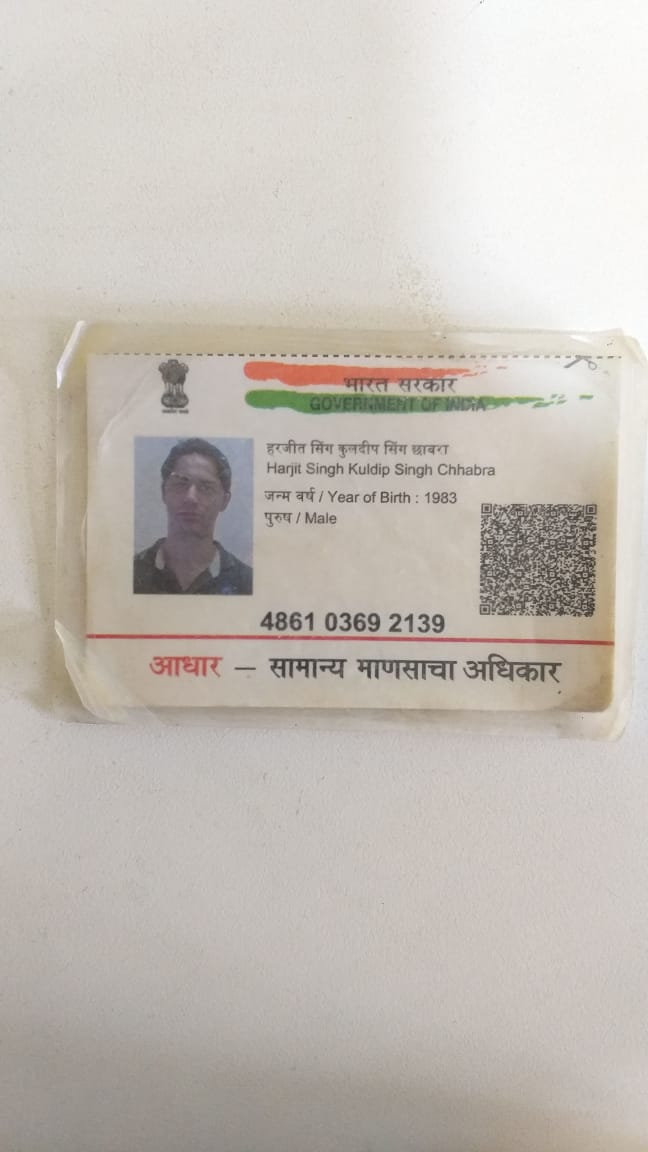 भारत सरकार
GOVERNMENT OF INDIA
हरजीत सिंग कुलदीप सिंग छाबरा
Harjit Singh Kuldip Singh Chhabra
जन्म वर्ष / Year of Birth : 1983
पुरुष / Male
4861 0369 2139
आधार – सामान्य माणसाचा अधिकार